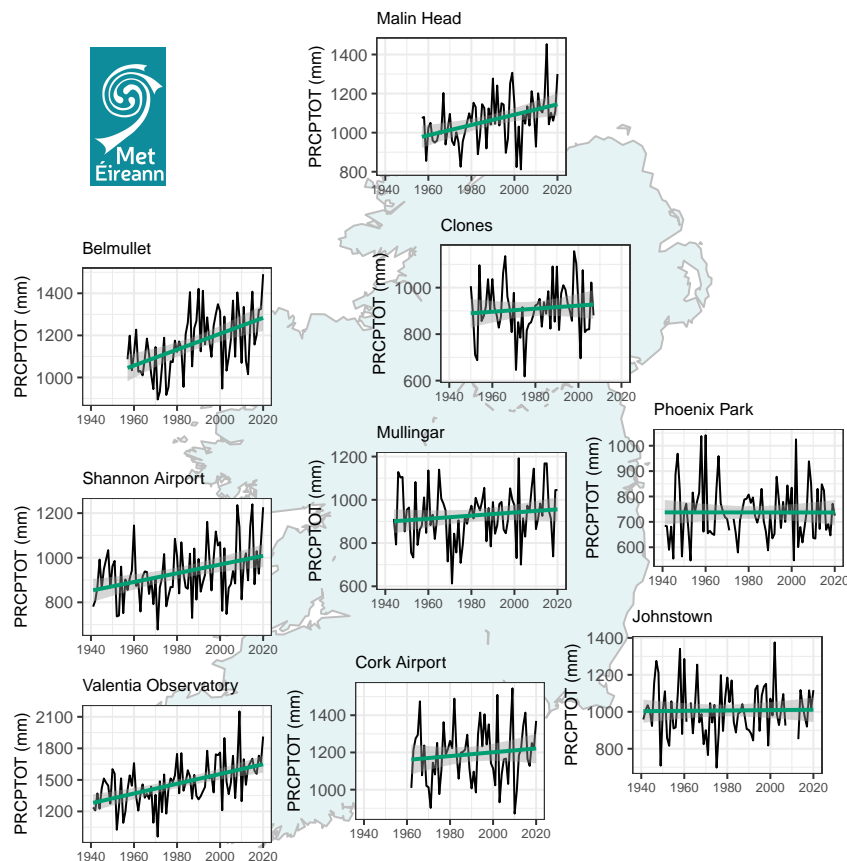 Malin Head
PRCPTOT (mm)
1400
1200
1000
800
1940 1960 1980 2000 2020
Met
Éireann
Clones
PRCPTOT (mm)
1000
800
600
1940 1960 1980 2000 2020
Belmullet
PRCPTOT (mm)
1400
1200
1000
1940 1960 1980 2000 2020
Phoenix Park
PRCPTOT (mm)
1000
900
800
700
600
1940 1960 1980 2000 2020
Mullingar
PRCPTOT (mm)
1200
1000
800
600
1940 1960 1980 2000 2020
Shannon Airport
PRCPTOT (mm)
1200
1000
800
1940 1960 1980 2000 2020
Johnstown
PRCPTOT (mm)
1400
1200
1000
800
1940 1960 1980 2000 2020
Cork Airport
PRCPTOT (mm)
1400
1200
1000
1940 1960 1980 2000 2020
Valentia Observatory
PRCPTOT (mm)
2100
1800
1500
1200
1940 1960 1980 2000 2020